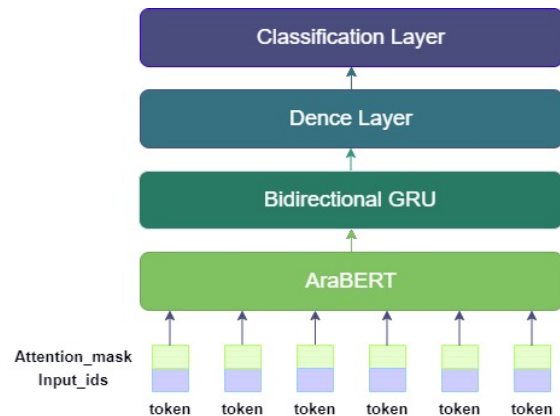 Classification Layer
Dence Layer
Bidirectional GRU
AraBERT
Attention_mask
Input_ids
token token token token token token